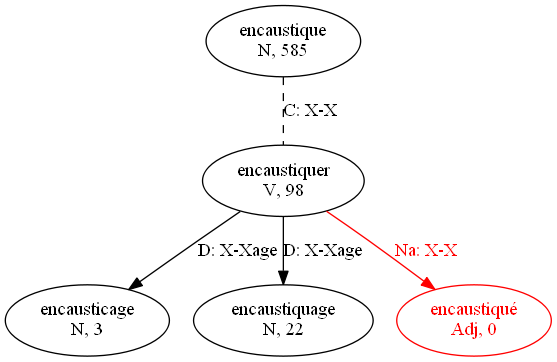 encaustique
N, 585
C: X-X
encaustiquer
V, 98
D: X-Xage
D: X-Xage
Na: X-X
encausticage
N, 3
encaustiquage
N, 22
encaustiqué
Adj, 0